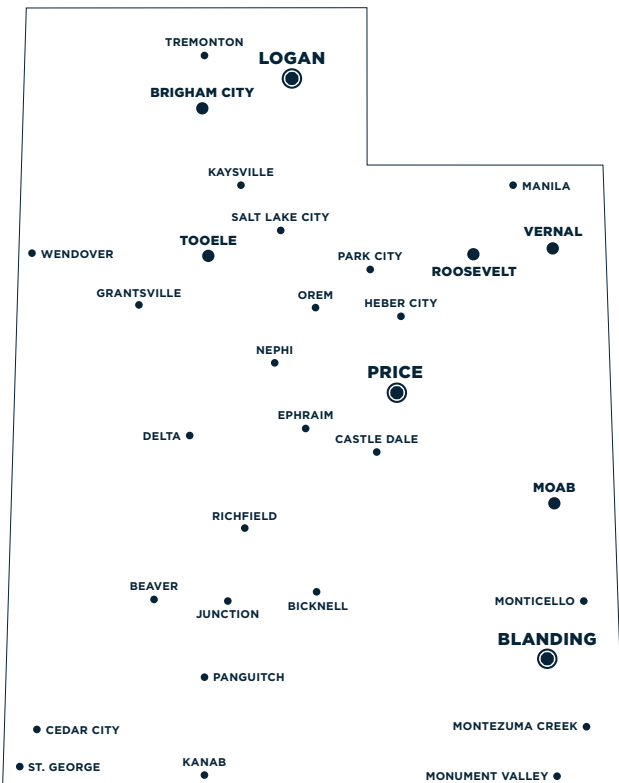 TREMONTON
LOGAN
BRIGHAM CITY
KAYSVILLE
MANILA
SALT LAKE CITY
VERNAL
TOOELE
WENDOVER
PARK CITY
ROOSEVELT
GRANTSVILLE
OREM
HEBER CITY
NEPHI
PRICE
EPHRAIM
DELTA
CASTLE DALE
MOAB
RICHFIELD
BEAVER
MONTICELLO
BICKNELL
JUNCTION
BLANDING
PANGUITCH
MONTEZUMA CREEK
CEDAR CITY
KANAB
ST. GEORGE
MONUMENT VALLEY